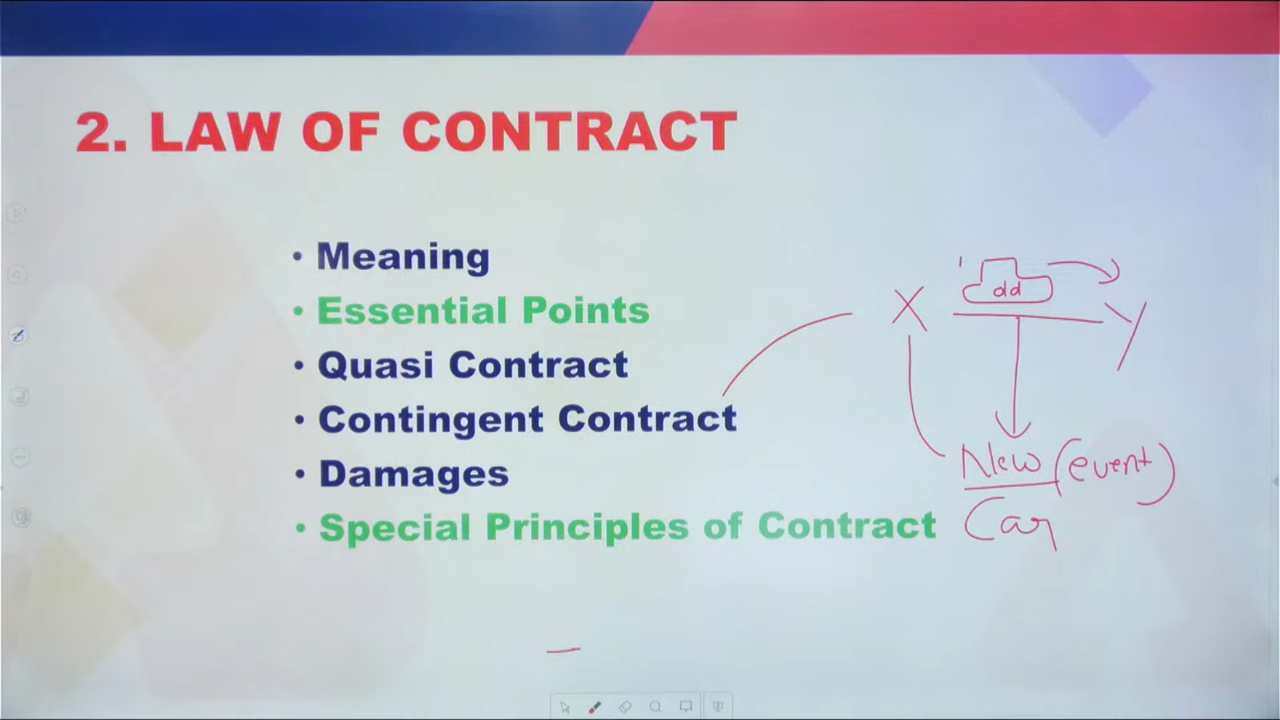 2. LAW OF CONTRACT
• Meaning
• Essential Points
• Quasi Contract
• Contingent Contract
• Damages
• Special Principles of Contract
X
old
Y
New (event)
Car